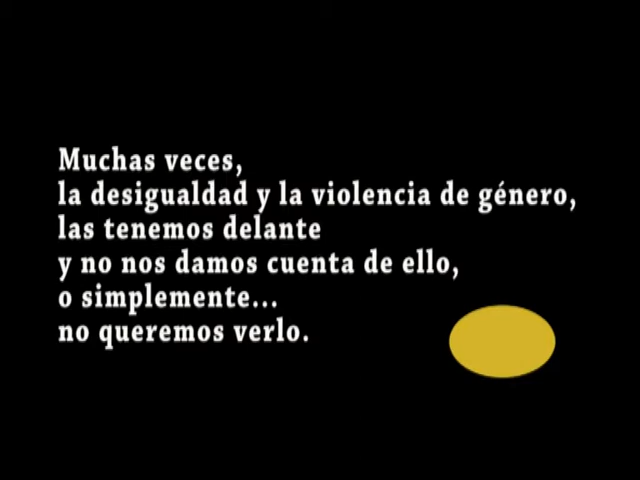 Muchas veces,
la desigualdad y la violencia de género,
las tenemos delante
y no nos damos cuenta de ello,
o simplemente...
no queremos verlo.